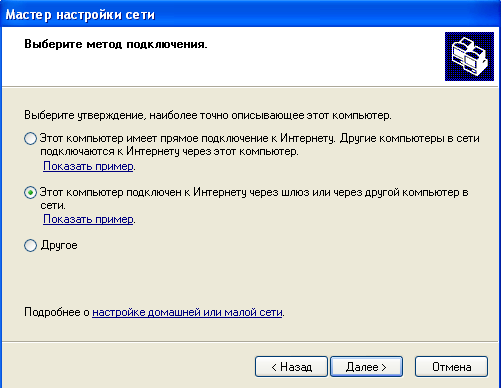 Мастер настройки сети
Выберите метод подключения.
Выберите утверждение, наиболее точно описывающее этот компьютер.
Этот компьютер имеет прямое подключение к Интернету. Другие компьютеры в сети
подключаются к Интернету через этот компьютер.
Показать пример.
Этот компьютер подключен к Интернету через шлюз или через другой компьютер в
сети.
Показать пример.
Другое
Подробнее о настройке домашней или малой сети.
< Назад Далее > Отмена